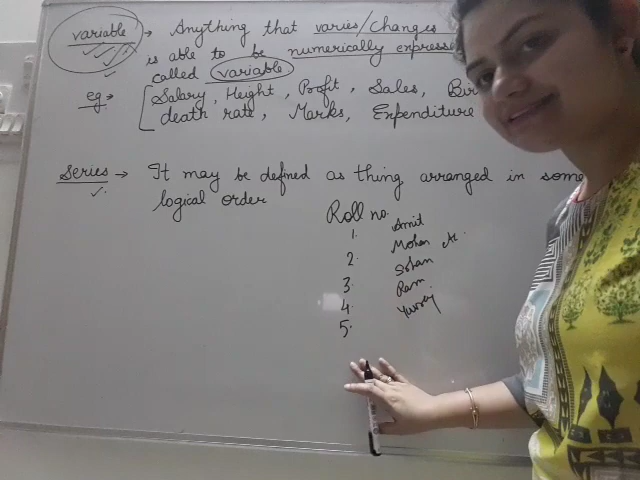 variable → Anything that varies/changes
is able to be numerically expresse
called variable
eg → Salary, Height, Profit, Sales, Bir
death rate, Marks, Expenditure
Series → It may be defined as thing arranged in some
logical order
Roll no.
1. Amit
2. Mohan
3. Sohan
4. Ram
5.